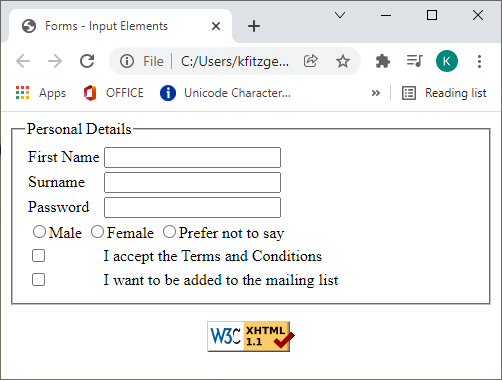 Forms - Input Elements
File | C:/Users/kfitzge...
K
Apps OFFICE Unicode Character... » Reading list
Personal Details
First Name
Surname
Password
Male Female Prefer not to say
I accept the Terms and Conditions
I want to be added to the mailing list
W3C XHTML
1.1